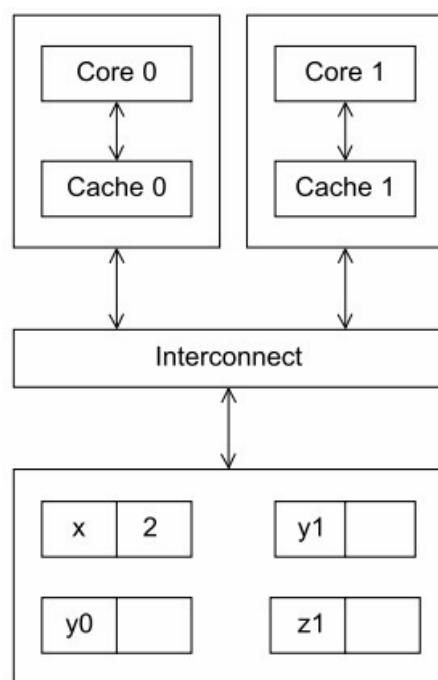 Core 0
Core 1
Cache 0
Cache 1
Interconnect
x 2
y1
y0
z1